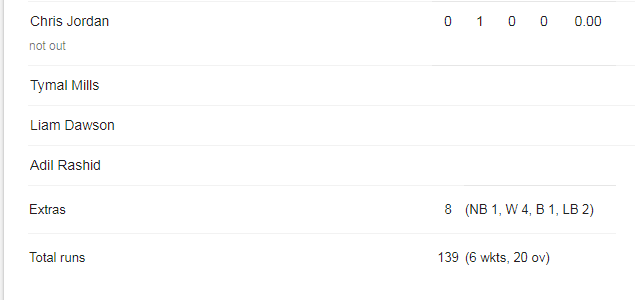 Chris Jordan 0 1 0 0 0.00
not out
Tymal Mills
Liam Dawson
Adil Rashid
Extras 8 (NB 1, W 4, B 1, LB 2)
Total runs 139 (6 wkts, 20 ov)